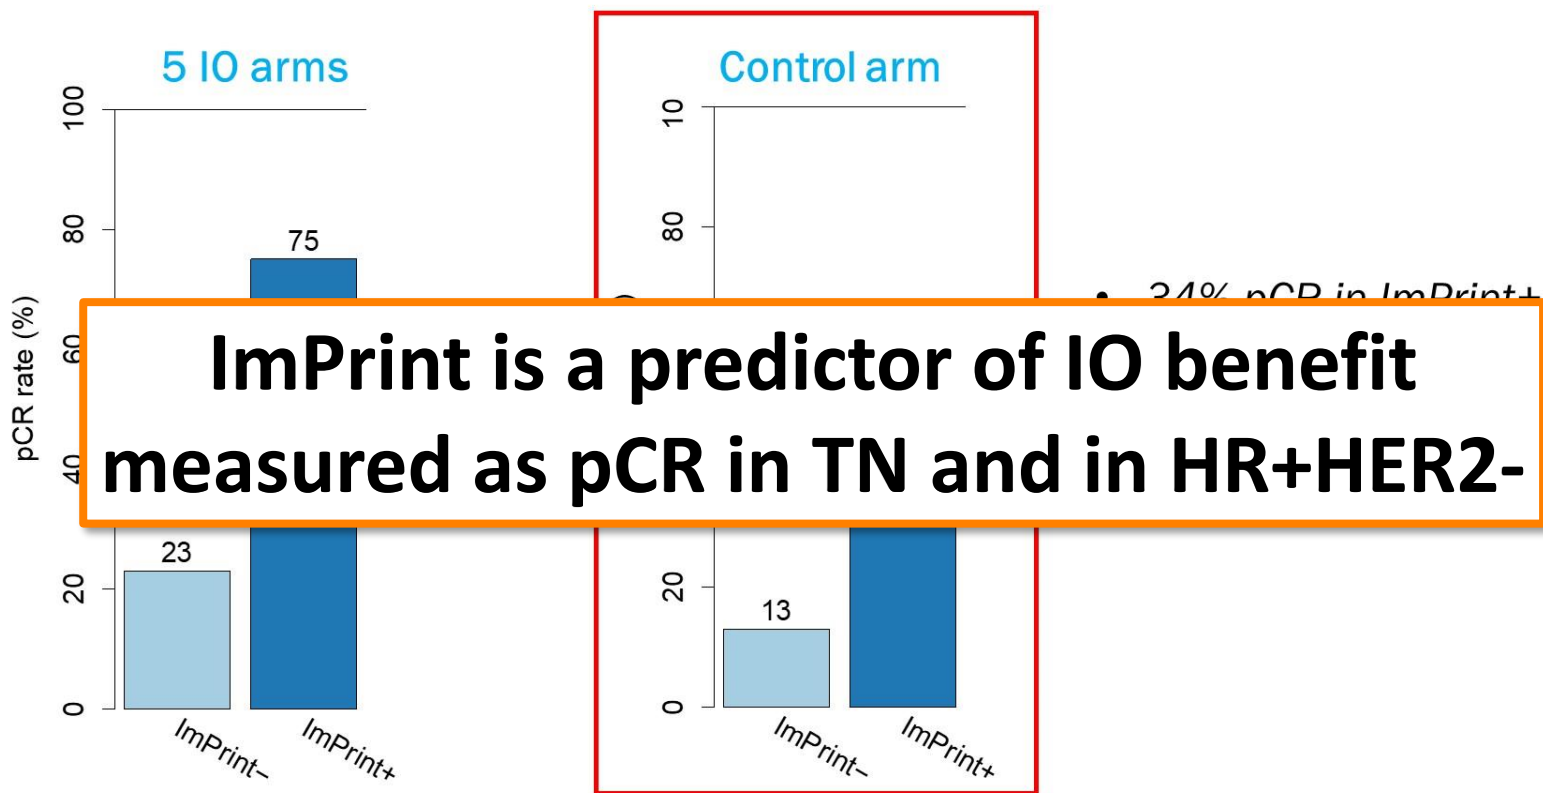 5 IO arms
Control arm
pCR rate (%)
100
80
60
40
20
0
75
23
ImPrint–
ImPrint+
10
80
20
0
13
ImPrint–
ImPrint+
• 34% pCR in ImPrint+
ImPrint is a predictor of IO benefit
measured as pCR in TN and in HR+HER2-